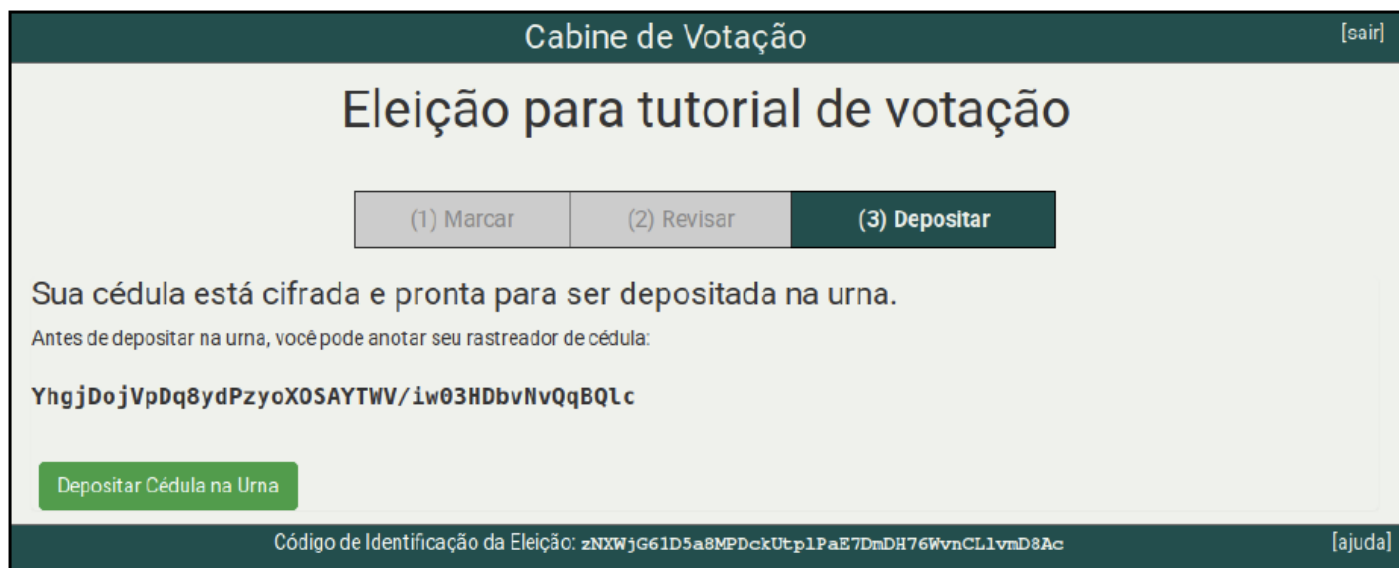 Cabine de Votação
[sair]
Eleição para tutorial de votação
(1) Marcar
(2) Revisar
(3) Depositar
Sua cédula está cifrada e pronta para ser depositada na urna.
Antes de depositar na urna, você pode anotar seu rastreador de cédula:
YhgjDojVpDq8ydPzyoXOSAYTWV/iw03HDbvNvQqBQlc
Depositar Cédula na Urna
Código de Identificação da Eleição: zNXWjG61D5a8MPDckUtplPaE7DmDH76WvnCLlvmD8Ac
[ajuda]